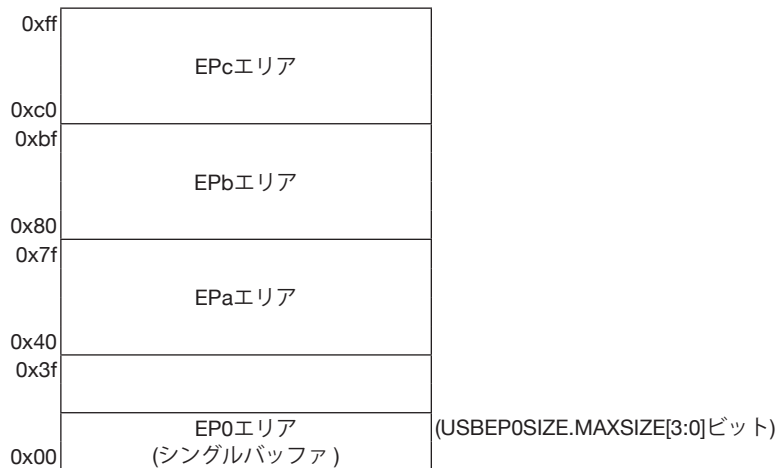 0xff
EPcエリア
0xc0
0xbf
EPbエリア
0x80
0x7f
EPaエリア
0x40
0x3f
EP0エリア
(USBEP0SIZE.MAXSIZE[3:0]ビット)
0x00
(シングルバッファ )